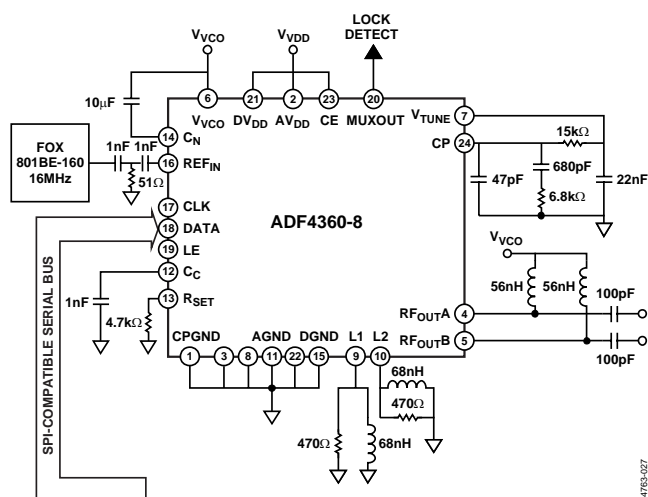 LOCK
DETECT
VVCO
VVDD
10µF
6
21
2
23
20
VVCO
DVDD
AVDD
CE
MUXOUT
VTUNE
7
14
CN
FOX
801BE-160
16MHz
1nF
1nF
16
REFIN
51Ω
CP
24
15kΩ
47pF
680pF
22nF
6.8kΩ
17
CLK
18
DATA
19
LE
ADF4360-8
12
CC
13
RSET
1nF
4.7kΩ
VVCO
56nH
56nH
100pF
RFOUTA
4
RFOUTB
5
100pF
CPGND
AGND
DGND
L1
L2
1
3
8
11
22
15
9
10
68nH
470Ω
470Ω
68nH
SPI-COMPATIBLE SERIAL BUS
4763-027